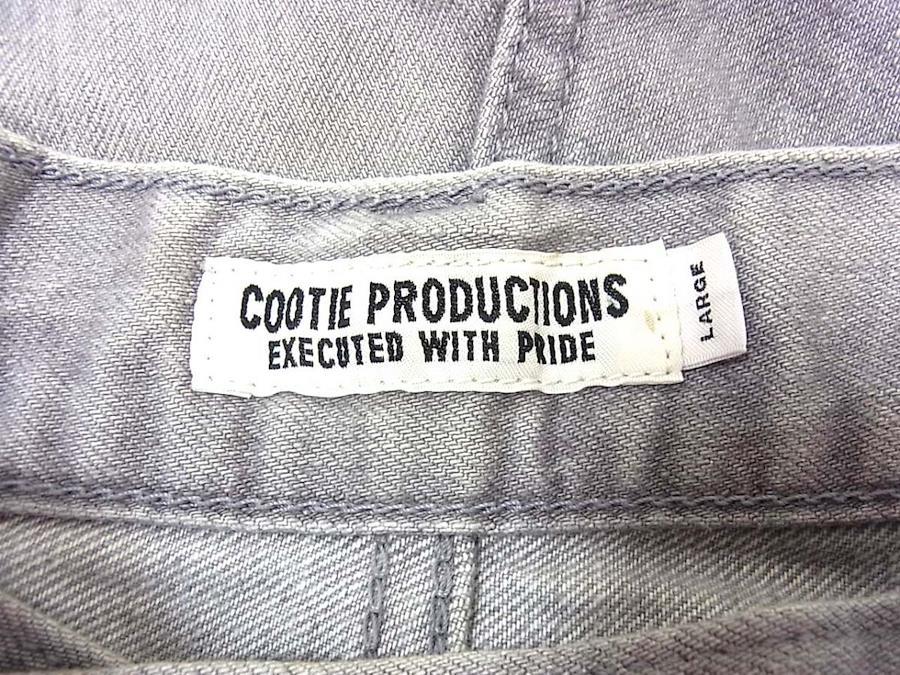 COOTIE PRODUCTIONS
EXECUTED WITH PRIDE
LARGE